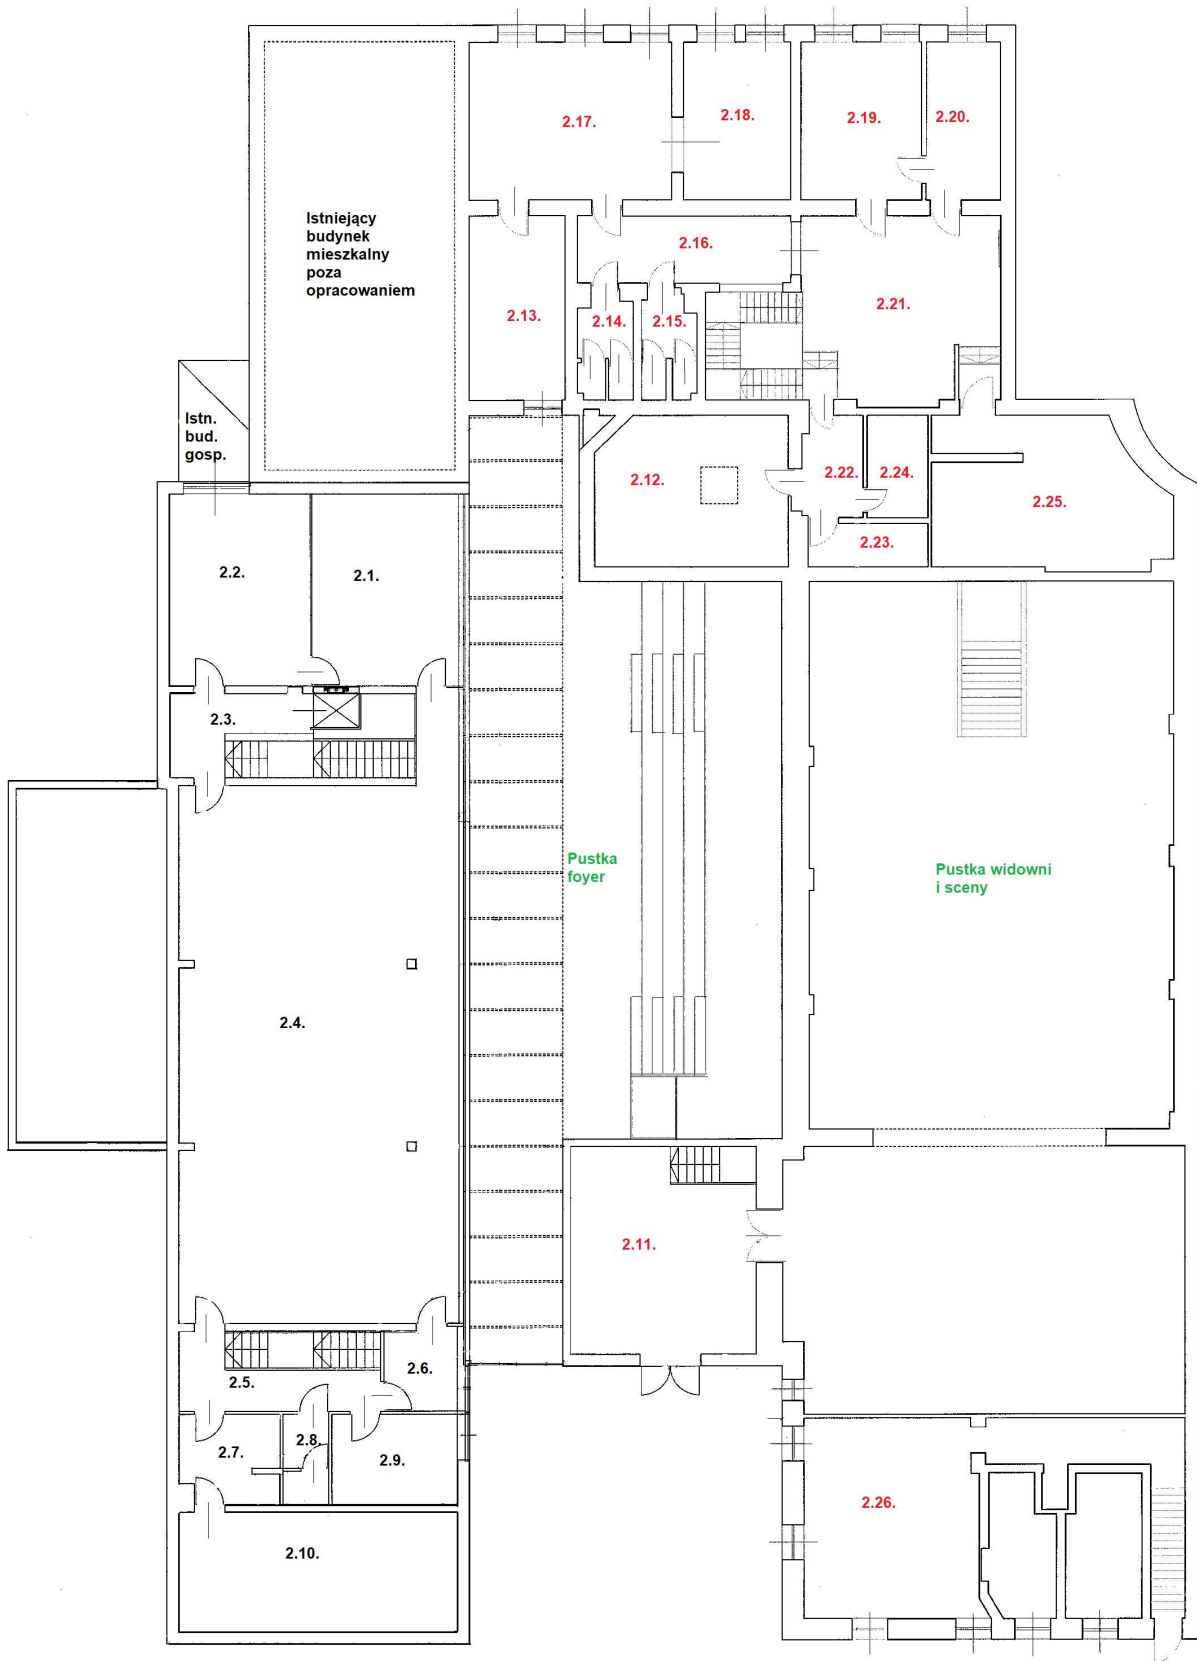 2.17.
2.18.
2.19.
2.20.
Istniejący
budynek
mieszkalny
poza
opracowaniem
2.16.
2.13.
2.14.
2.15.
2.21.
Istn.
bud.
gosp.
2.12.
2.22.
2.24.
2.25.
2.23.
2.2.
2.1.
2.3.
Pustka
foyer
Pustka widowni
i sceny
2.4.
2.11.
2.6.
2.5.
2.7.
2.8.
2.9.
2.26.
2.10.